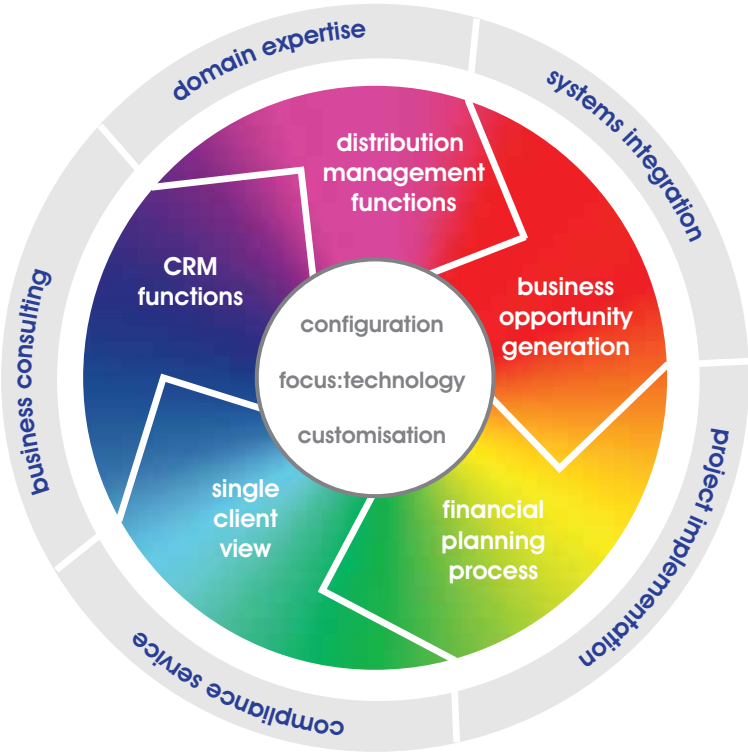 domain expertise
systems integration
project implementation
compliance service
business consulting
distribution
management
functions
business
opportunity
generation
financial
planning
process
single
client
view
CRM
functions
configuration
focus:technology
customisation